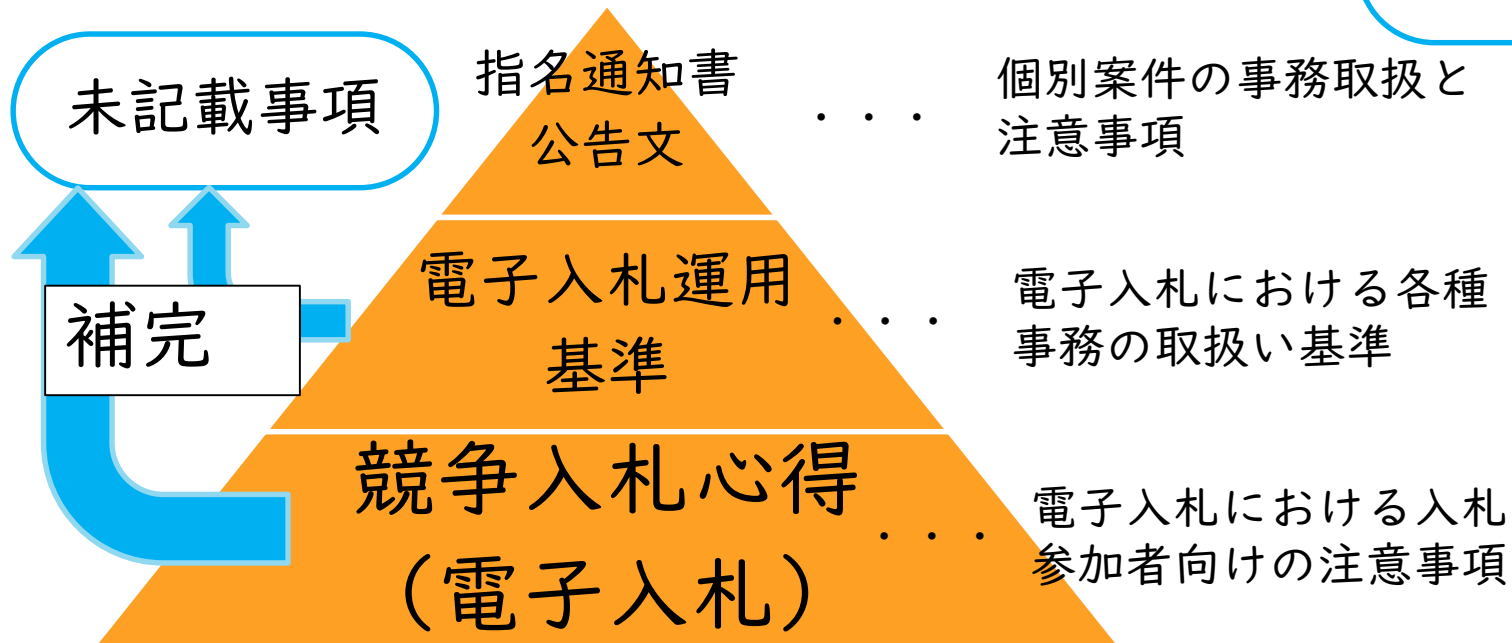 未記載事項
指名通知書
公告文
・・・
個別案件の事務取扱と
注意事項
補完
電子入札運用
基準
・・・
電子入札における各種
事務の取扱い基準
競争入札心得
（電子入札）
・・・
電子入札における入札
参加者向けの注意事項